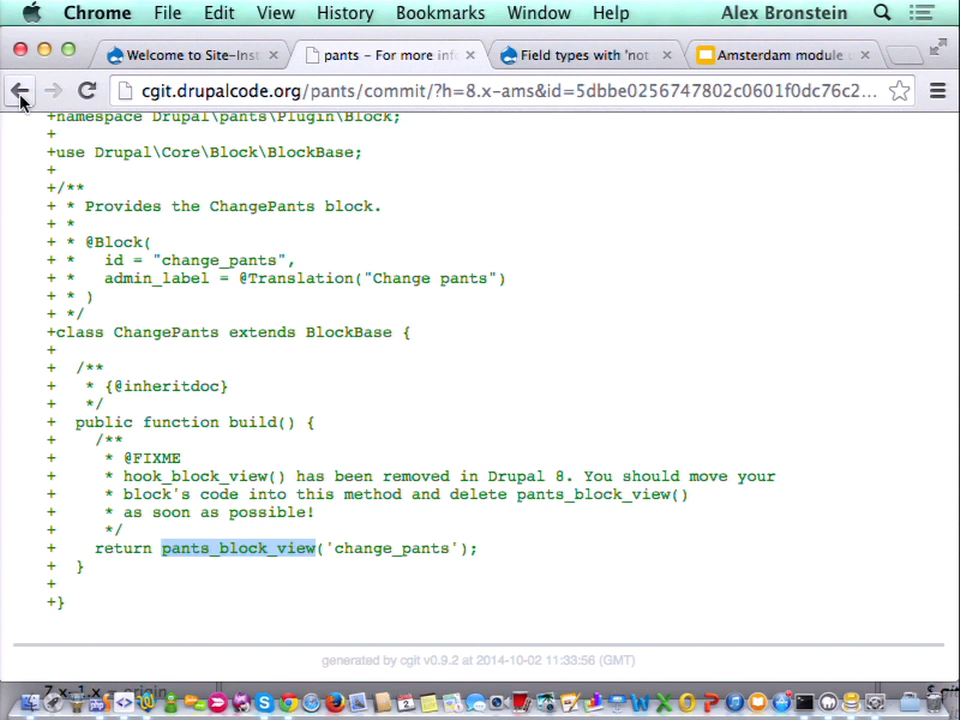 Chrome File Edit View History Bookmarks Window Help Alex Bronstein
Welcome to Site-Inst pants – For more inf Field types with 'not Amsterdam module
cgit.drupalcode.org/pants/commit/?h=8.x-ams&id=5dbbe0256747802c0601f0dc76c2...
+namespace Drupal\pants\Plugin\Block;
+
+use Drupal\Core\Block\BlockBase;
+
+/**
+ * Provides the ChangePants block.
+ *
+ * @Block(
+ *   id = "change_pants",
+ *   admin_label = @Translation("Change pants")
+ * )
+ */
+class ChangePants extends BlockBase {
+
+  /**
+   * {@inheritdoc}
+   */
+  public function build() {
+    /**
+     * @FIXME
+     * hook_block_view() has been removed in Drupal 8. You should move your
+     * block's code into this method and delete pants_block_view()
+     * as soon as possible!
+     */
+    return pants_block_view('change_pants');
+  }
+
+}
generated by cgit v0.9.2 at 2014-10-02 11:33:56 (GMT)